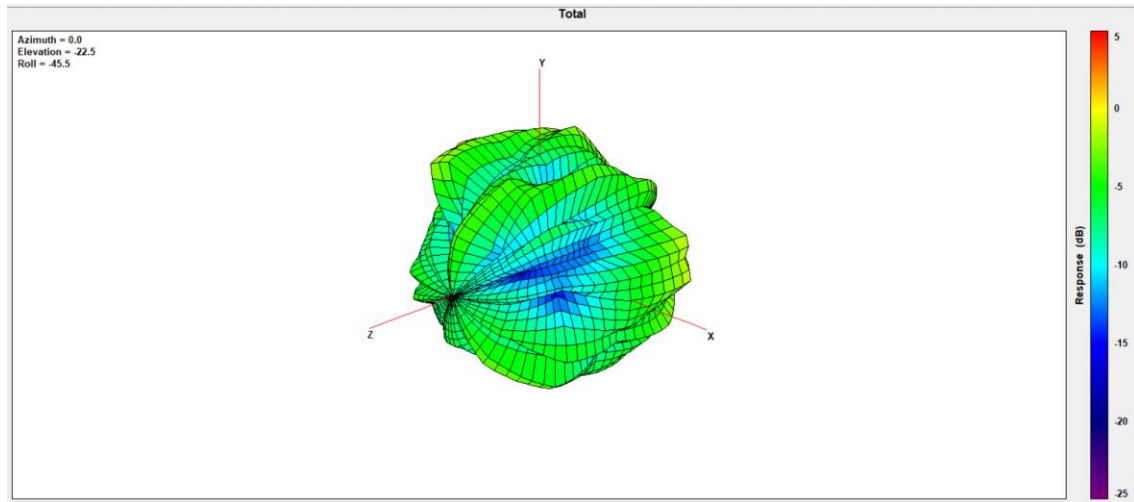 Total
Azimuth = 0.0
Elevation = -22.5
Roll = -45.5
Y
Z
X
5
0
-5
-10
-15
-20
-25
Response (dB)